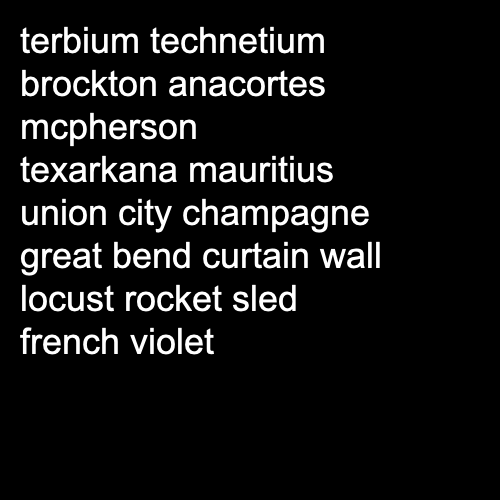 terbium technetium
brockton anacortes
mcpherson
texarkana mauritius
union city champagne
great bend curtain wall
locust rocket sled
french violet